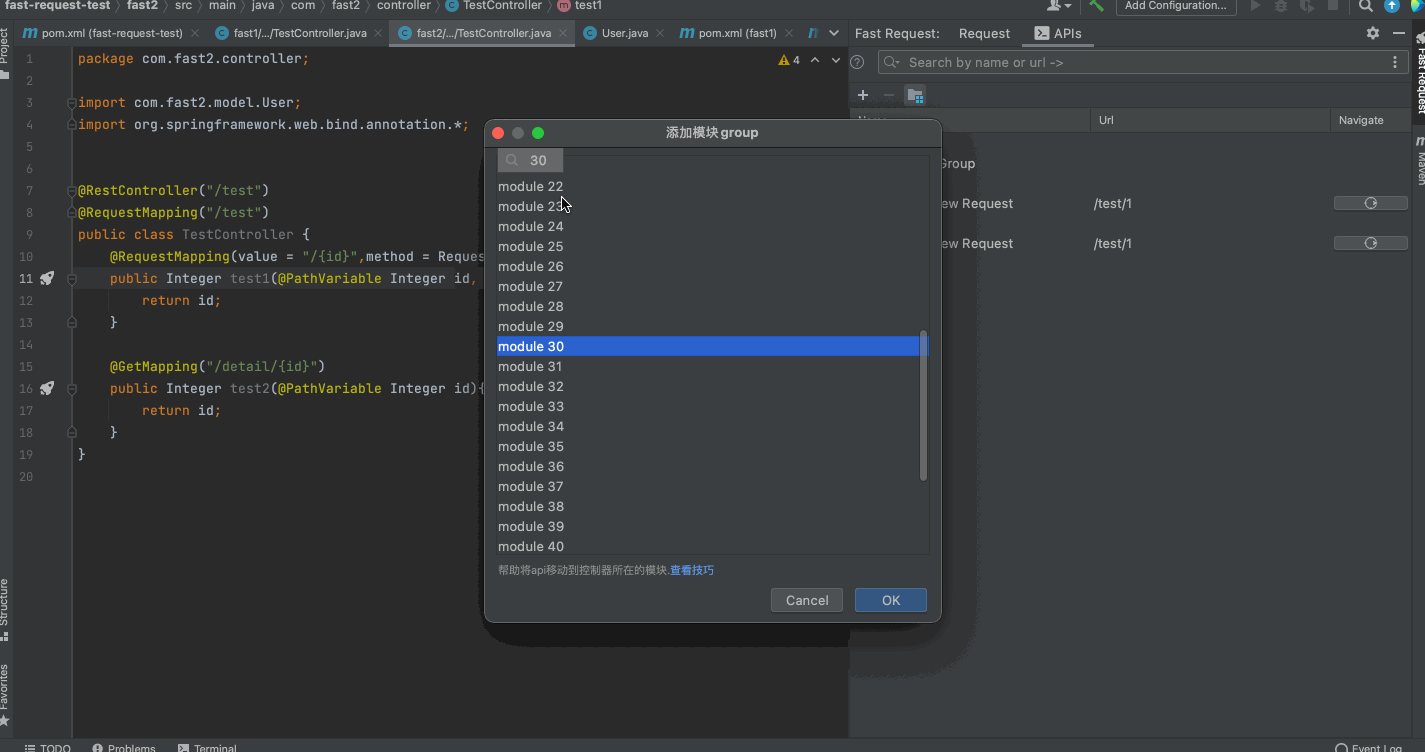 fast-request-test fast2 src main java com fast2 controller TestController test1
Add Configuration...
pom.xml (fast-request-test) fast1/.../TestController.java fast2/.../TestController.java User.java pom.xml (fast1)
Project
1 package com.fast2.controller;
2
3 import com.fast2.model.User;
4 import org.springframework.web.bind.annotation.*;
5
6
7 @RestController("/test")
8 @RequestMapping("/test")
9 public class TestController {
10 @RequestMapping(value = "/{id}",method = Reques
11 public Integer test1(@PathVariable Integer id,
12 return id;
13 }
14
15 @GetMapping("/detail/{id}")
16 public Integer test2(@PathVariable Integer id){
17 return id;
18 }
19 }
20
4
添加模块group
30
module 22
module 23
module 24
module 25
module 26
module 27
module 28
module 29
module 30
module 31
module 32
module 33
module 34
module 35
module 36
module 37
module 38
module 39
module 40
帮助将api移动到控制器所在的模块.查看技巧
Cancel OK
Fast Request: Request APIs
Search by name or url ->
Url Navigate
Group
ew Request /test/1
ew Request /test/1
Fast Request
Maven
Structure
Favorites
TODO Problems Terminal Event Log